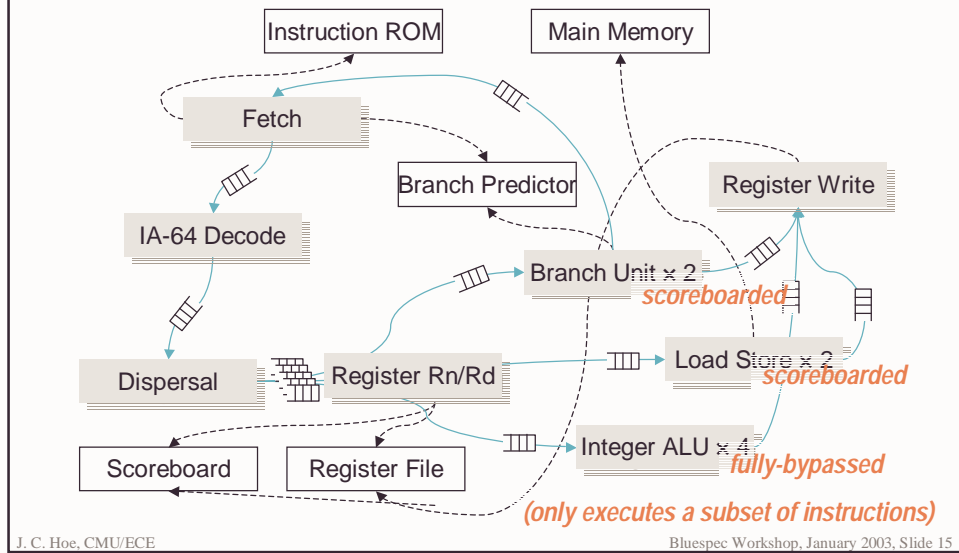 Instruction ROM
Main Memory
Fetch
Branch Predictor
Register Write
IA-64 Decode
Branch Unit x 2
scoreboarded
Dispersal
Register Rn/Rd
Load Store x 2
scoreboarded
Scoreboard
Register File
Integer ALU x 4
fully-bypassed
(only executes a subset of instructions)
J. C. Hoe, CMU/ECE
Bluespec Workshop, January 2003, Slide 15